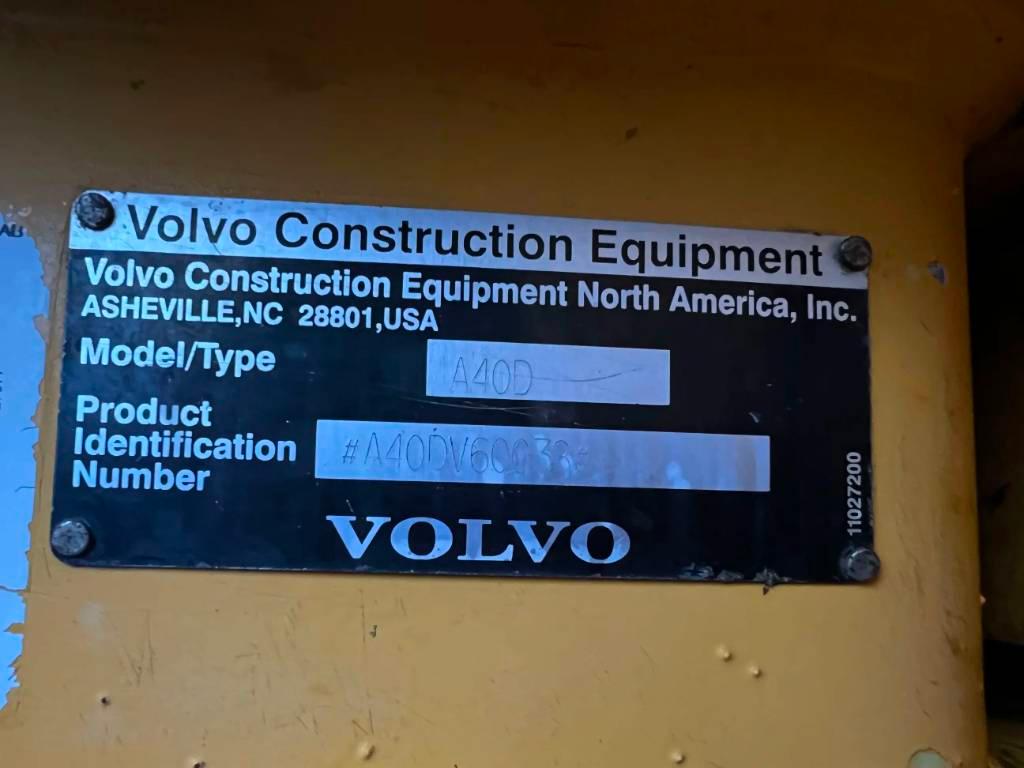 Volvo Construction Equipment
Volvo Construction Equipment North America, Inc.
ASHEVILLE,NC 28801,USA
Model/Type A40D
Product
Identification
Number
VOLVO
11027200
AB